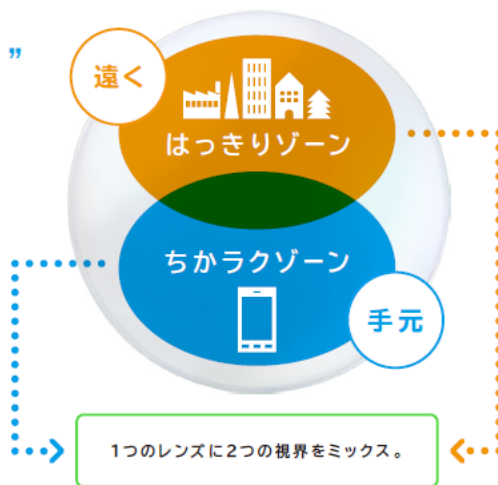 ”
遠く
はっきりゾーン
ちかラクゾーン
手元
1つのレンズに2つの視界をミックス。